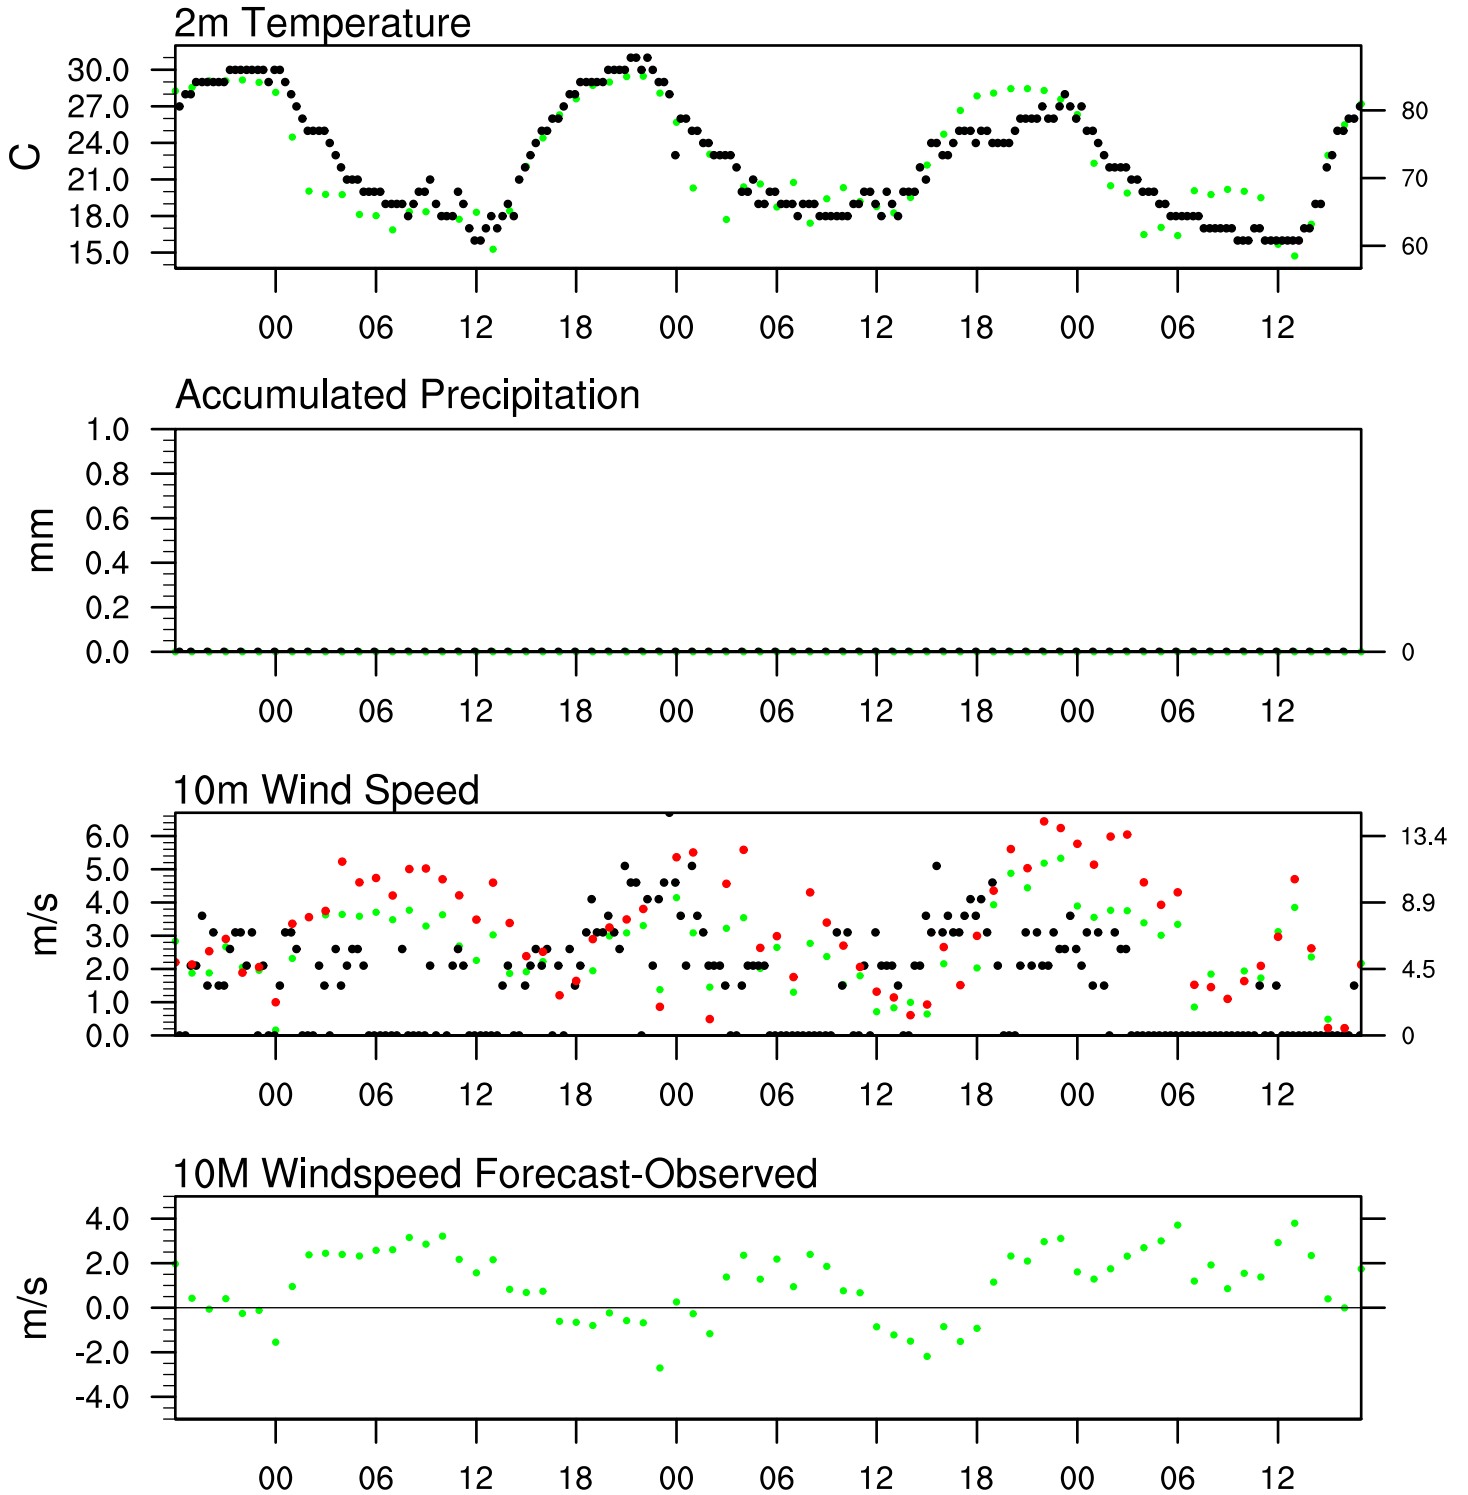 2m Temperature
30.0
27.0
24.0
21.0
18.0
15.0
C
80
70
60
00 06 12 18 00 06 12 18 00 06 12
Accumulated Precipitation
1.0
0.8
0.6
0.4
0.2
0.0
mm
0
00 06 12 18 00 06 12 18 00 06 12
10m Wind Speed
6.0
5.0
4.0
3.0
2.0
1.0
0.0
m/s
13.4
8.9
4.5
0
00 06 12 18 00 06 12 18 00 06 12
10M Windspeed Forecast-Observed
4.0
2.0
0.0
-2.0
-4.0
m/s
00 06 12 18 00 06 12 18 00 06 12